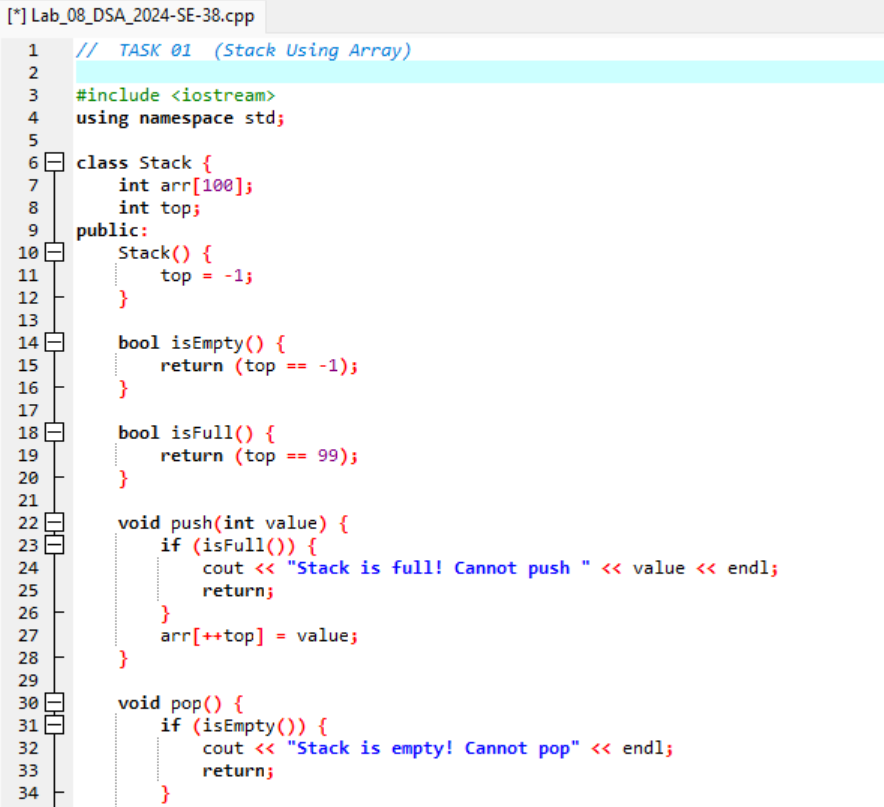 [*] Lab_08_DSA_2024-SE-38.cpp
1 // TASK 01 (Stack Using Array)
2
3 #include <iostream>
4 using namespace std;
5
6 class Stack {
7 int arr[100];
8 int top;
9 public:
10 Stack() {
11 top = -1;
12 }
13
14 bool isEmpty() {
15 return (top == -1);
16 }
17
18 bool isFull() {
19 return (top == 99);
20 }
21
22 void push(int value) {
23 if (isFull()) {
24 cout << "Stack is full! Cannot push " << value << endl;
25 return;
26 }
27 arr[++top] = value;
28 }
29
30 void pop() {
31 if (isEmpty()) {
32 cout << "Stack is empty! Cannot pop" << endl;
33 return;
34 }